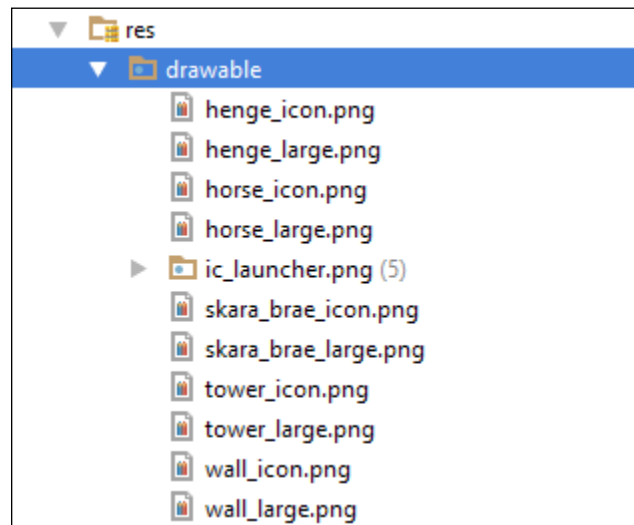 res
drawable
henge_icon.png
henge_large.png
horse_icon.png
horse_large.png
ic_launcher.png (5)
skara_brae_icon.png
skara_brae_large.png
tower_icon.png
tower_large.png
wall_icon.png
wall_large.png